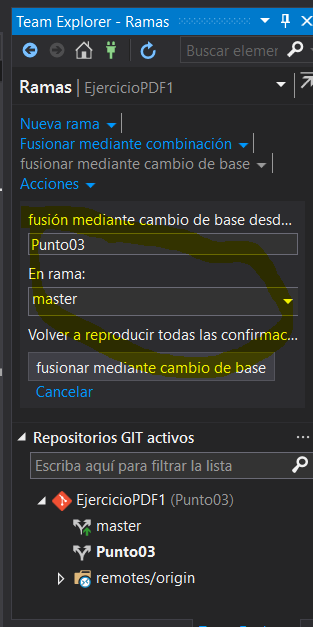 Team Explorer - Ramas
Buscar elemer
Ramas | EjercicioPDF1
Nueva rama
Fusionar mediante combinación
fusionar mediante cambio de base
Acciones
fusión mediante cambio de base desd...
Punto03
En rama:
master
Volver a reproducir todas las confirmac...
fusionar mediante cambio de base
Cancelar
Repositorios GIT activos
Escriba aquí para filtrar la lista
EjercicioPDF1 (Punto03)
master
Punto03
remotes/origin